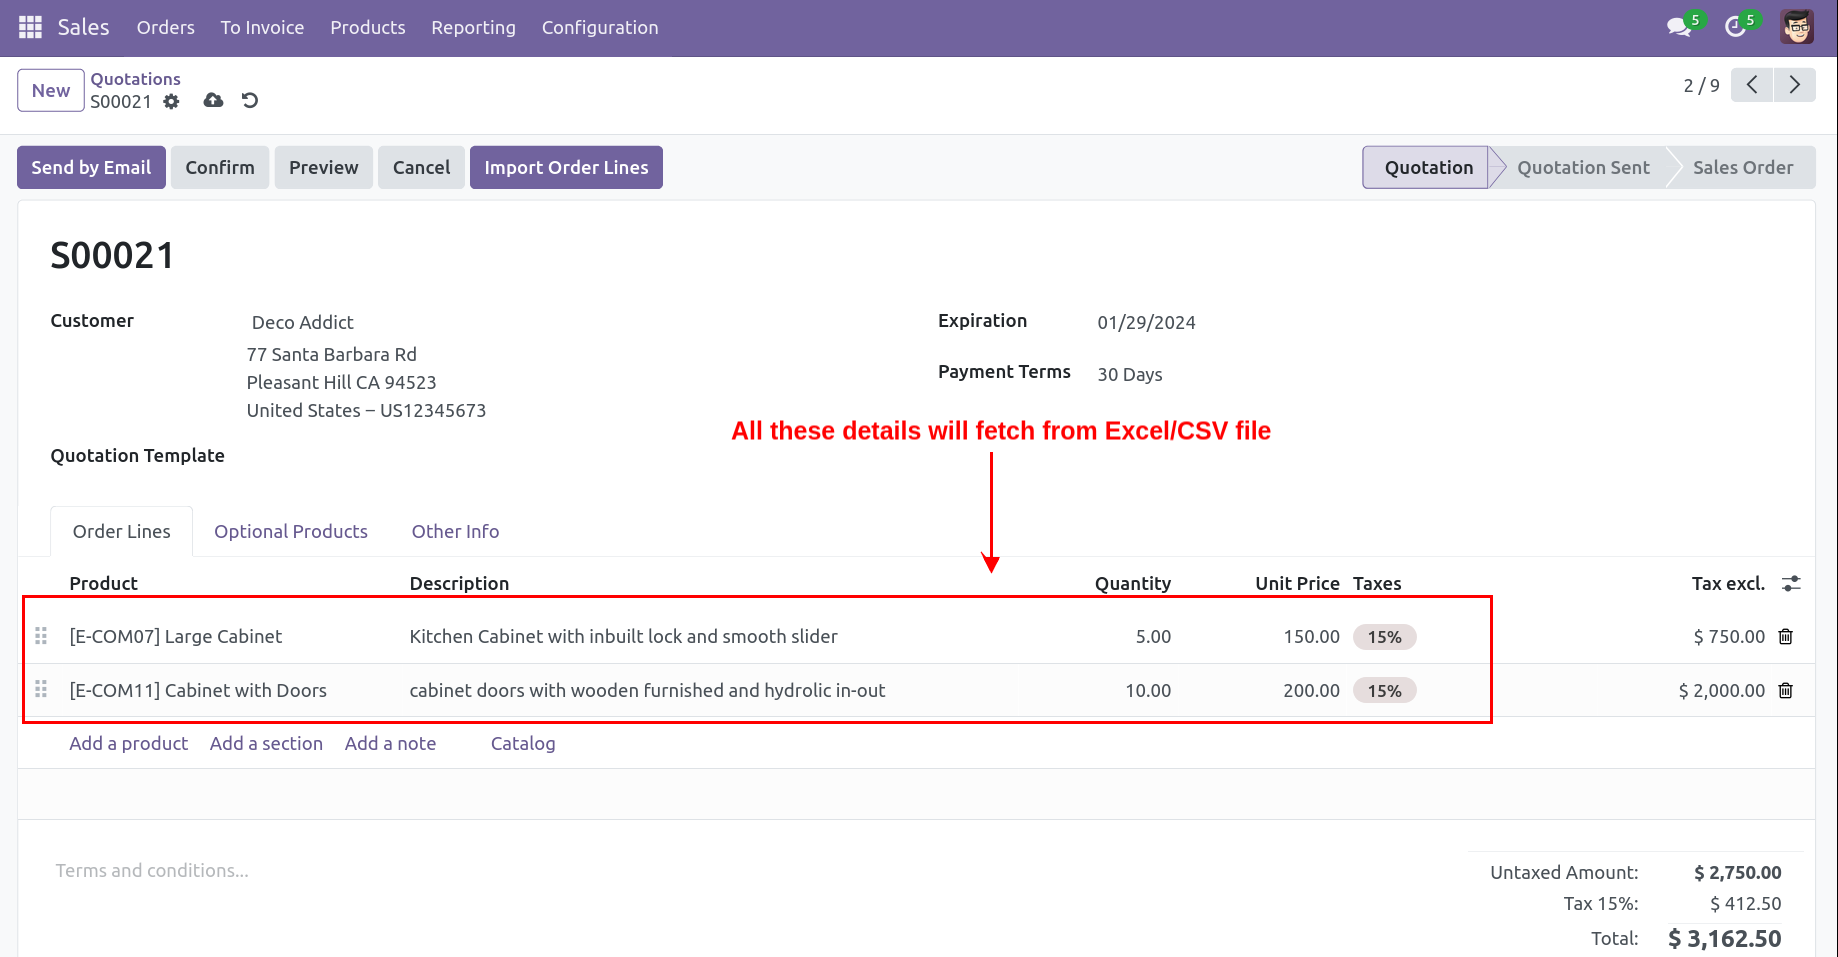 Sales Orders To Invoice Products Reporting Configuration 5 5
New Quotations
S00021
2 / 9
Send by Email Confirm Preview Cancel Import Order Lines Quotation Quotation Sent Sales Order
S00021
Customer Deco Addict Expiration 01/29/2024
77 Santa Barbara Rd
Pleasant Hill CA 94523 Payment Terms 30 Days
United States – US12345673
All these details will fetch from Excel/CSV file
Quotation Template
Order Lines Optional Products Other Info
Product Description Quantity Unit Price Taxes Tax excl.
[E-COM07] Large Cabinet Kitchen Cabinet with inbuilt lock and smooth slider 5.00 150.00 15% $ 750.00
[E-COM11] Cabinet with Doors cabinet doors with wooden furnished and hydrolic in-out 10.00 200.00 15% $ 2,000.00
Add a product Add a section Add a note Catalog
Terms and conditions...
Untaxed Amount: $ 2,750.00
Tax 15%: $ 412.50
Total: $ 3,162.50